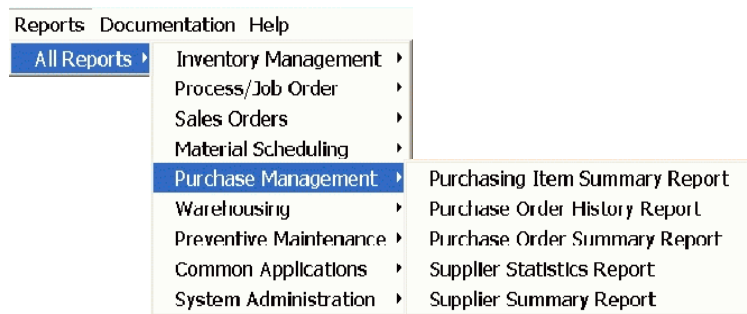 Reports Documentation Help
All Reports
Inventory Management
Process/Job Order
Sales Orders
Material Scheduling
Purchase Management
Warehousing
Preventive Maintenance
Common Applications
System Administration
Purchasing Item Summary Report
Purchase Order History Report
Purchase Order Summary Report
Supplier Statistics Report
Supplier Summary Report